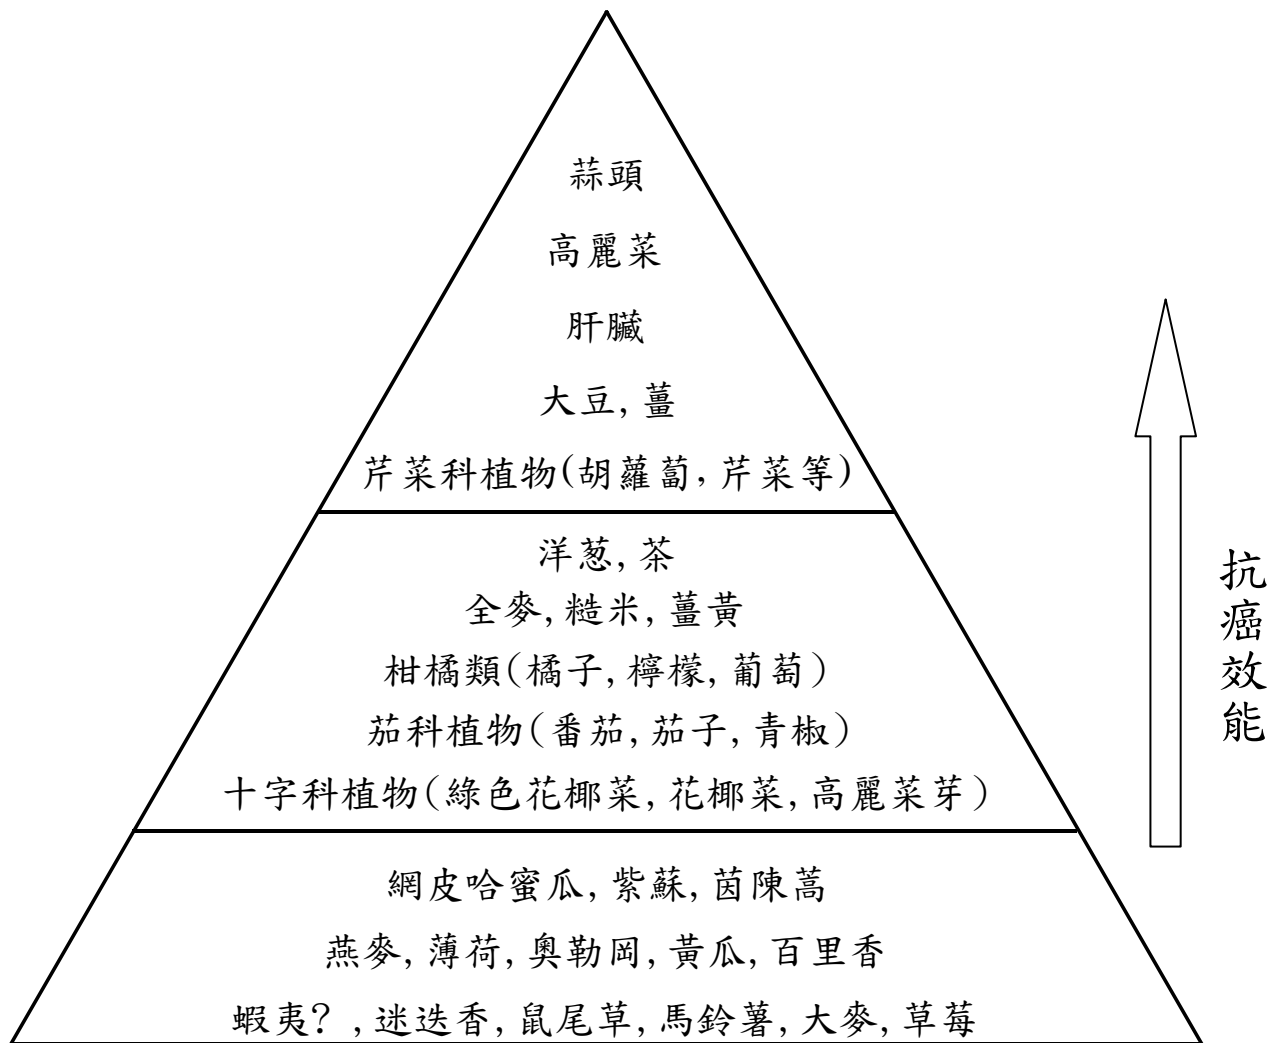 蒜頭
高麗菜
肝臟
大豆, 薑
芹菜科植物(胡蘿蔔, 芹菜等)
洋葱, 茶
全麥, 糙米, 薑黃
柑橘類(橘子, 檸檬, 葡萄)
茄科植物(番茄, 茄子, 青椒)
十字科植物(綠色花椰菜, 花椰菜, 高麗菜芽)
網皮哈蜜瓜, 紫蘇, 茵陳蒿
燕麥, 薄荷, 奧勒岡, 黃瓜, 百里香
蝦夷? , 迷迭香, 鼠尾草, 馬鈴薯, 大麥, 草莓
抗癌效能